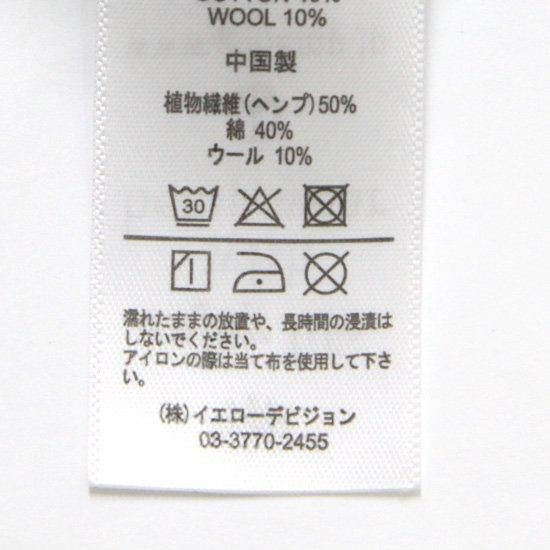 COTTON 40%
WOOL 10%
中国製
植物繊維(ヘンプ)50%
綿 40%
ウール 10%
30
濡れたままの放置や、長時間の浸漬は
しないでください。
アイロンの際は当て布を使用して下さ
い。
(株)イエローデビジョン
03-3770-2455